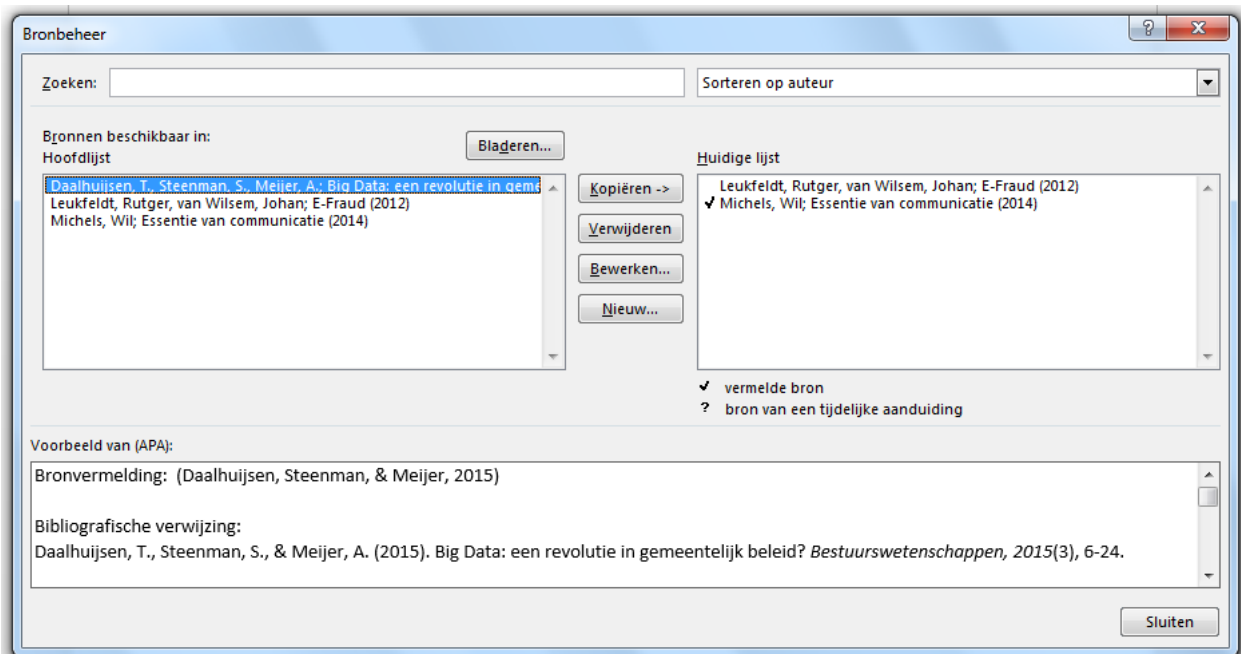 Bronbeheer
?
X
Zoeken:
Sorteren op auteur
Bronnen beschikbaar in:
Hoofdlijst
Bladeren...
Huidige lijst
Daalhuijsen, T., Steenman, S., Meijer, A.; Big Data: een revolutie in geme
Leukfeldt, Rutger, van Wilsem, Johan; E-Fraud (2012)
Michels, Wil; Essentie van communicatie (2014)
Kopiëren ->
Verwijderen
Bewerken...
Nieuw...
Leukfeldt, Rutger, van Wilsem, Johan; E-Fraud (2012)
✓ Michels, Wil; Essentie van communicatie (2014)
✓ vermelde bron
? bron van een tijdelijke aanduiding
Voorbeeld van (APA):
Bronvermelding: (Daalhuijsen, Steenman, & Meijer, 2015)
Bibliografische verwijzing:
Daalhuijsen, T., Steenman, S., & Meijer, A. (2015). Big Data: een revolutie in gemeentelijk beleid? Bestuurswetenschappen, 2015(3), 6-24.
Sluiten